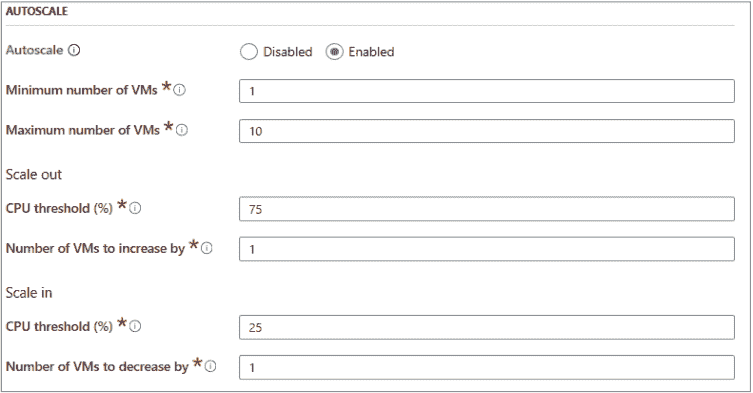 AUTOSCALE
Autoscale Disabled Enabled
Minimum number of VMs * 1
Maximum number of VMs * 10
Scale out
CPU threshold (%) * 75
Number of VMs to increase by * 1
Scale in
CPU threshold (%) * 25
Number of VMs to decrease by * 1